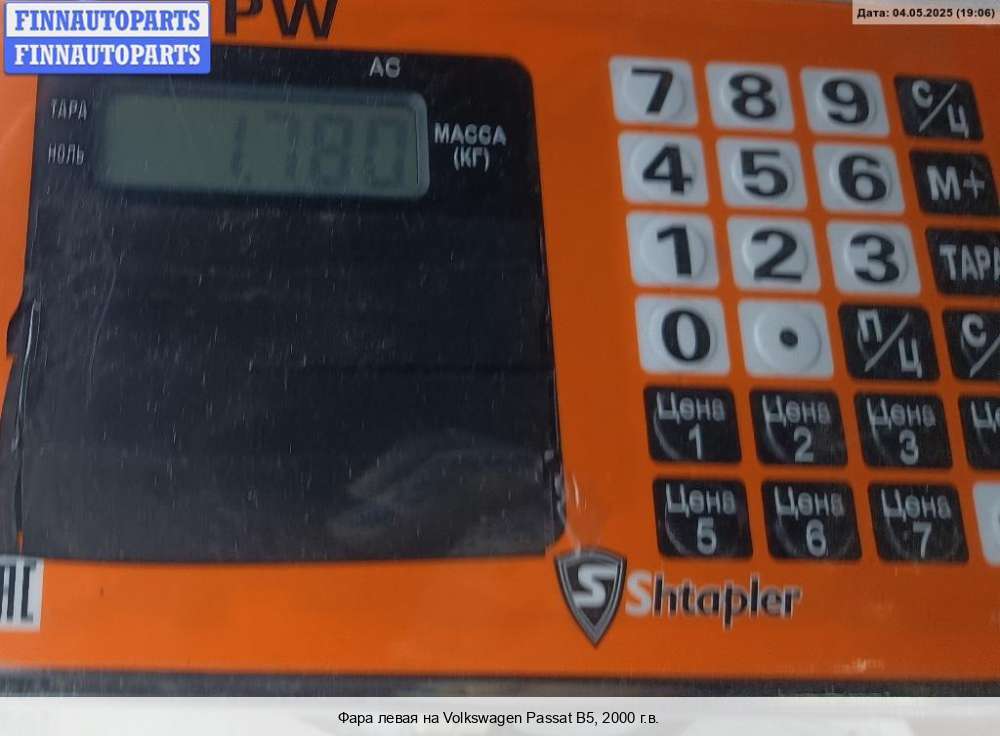 FINNAUTOPARTS
FINNAUTOPARTS
PW
Дата: 04.05.2025 (19:06)
АС
ТАРА
НОЛЬ
1.780
МАССА
(КГ)
7 8 9 С/Ц
4 5 6 М+
1 2 3 ТАРА
0 . П/Ц С/
Цена 1 Цена 2 Цена 3
Цена 5 Цена 6 Цена 7
S Shtapler
Фара левая на Volkswagen Passat B5, 2000 г.в.